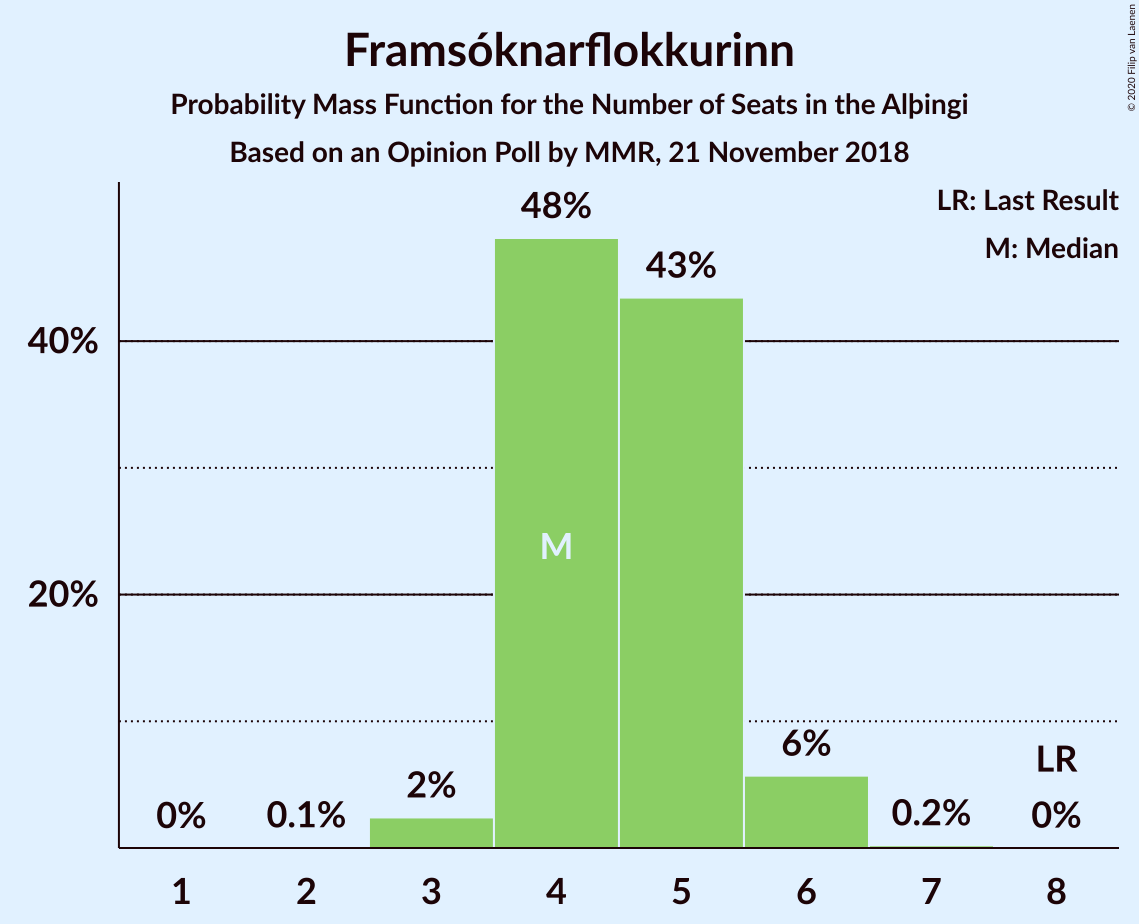 Framsóknarflokkurinn
Probability Mass Function for the Number of Seats in the Alþingi
Based on an Opinion Poll by MMR, 21 November 2018
© 2020 Filip van Laenen
LR: Last Result
M: Median
48%
43%
40%
M
20%
6%
LR
2%
0%
0.1%
0.2%
0%
1 2 3 4 5 6 7 8